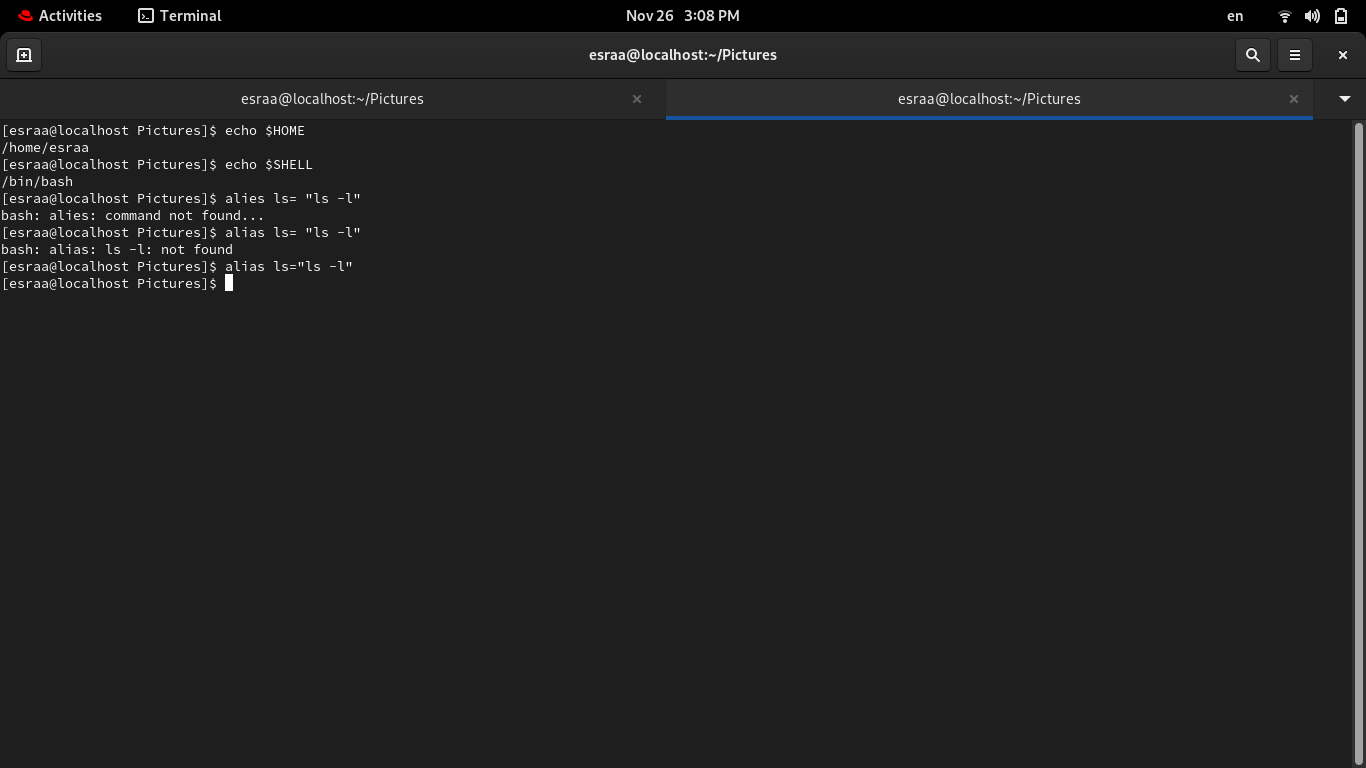 Activities Terminal Nov 26 3:08 PM en
esraa@localhost:~/Pictures
esraa@localhost:~/Pictures esraa@localhost:~/Pictures
[esraa@localhost Pictures]$ echo $HOME
/home/esraa
[esraa@localhost Pictures]$ echo $SHELL
/bin/bash
[esraa@localhost Pictures]$ alies ls= "ls -l"
bash: alies: command not found...
[esraa@localhost Pictures]$ alias ls= "ls -l"
bash: alias: ls -l: not found
[esraa@localhost Pictures]$ alias ls="ls -l"
[esraa@localhost Pictures]$